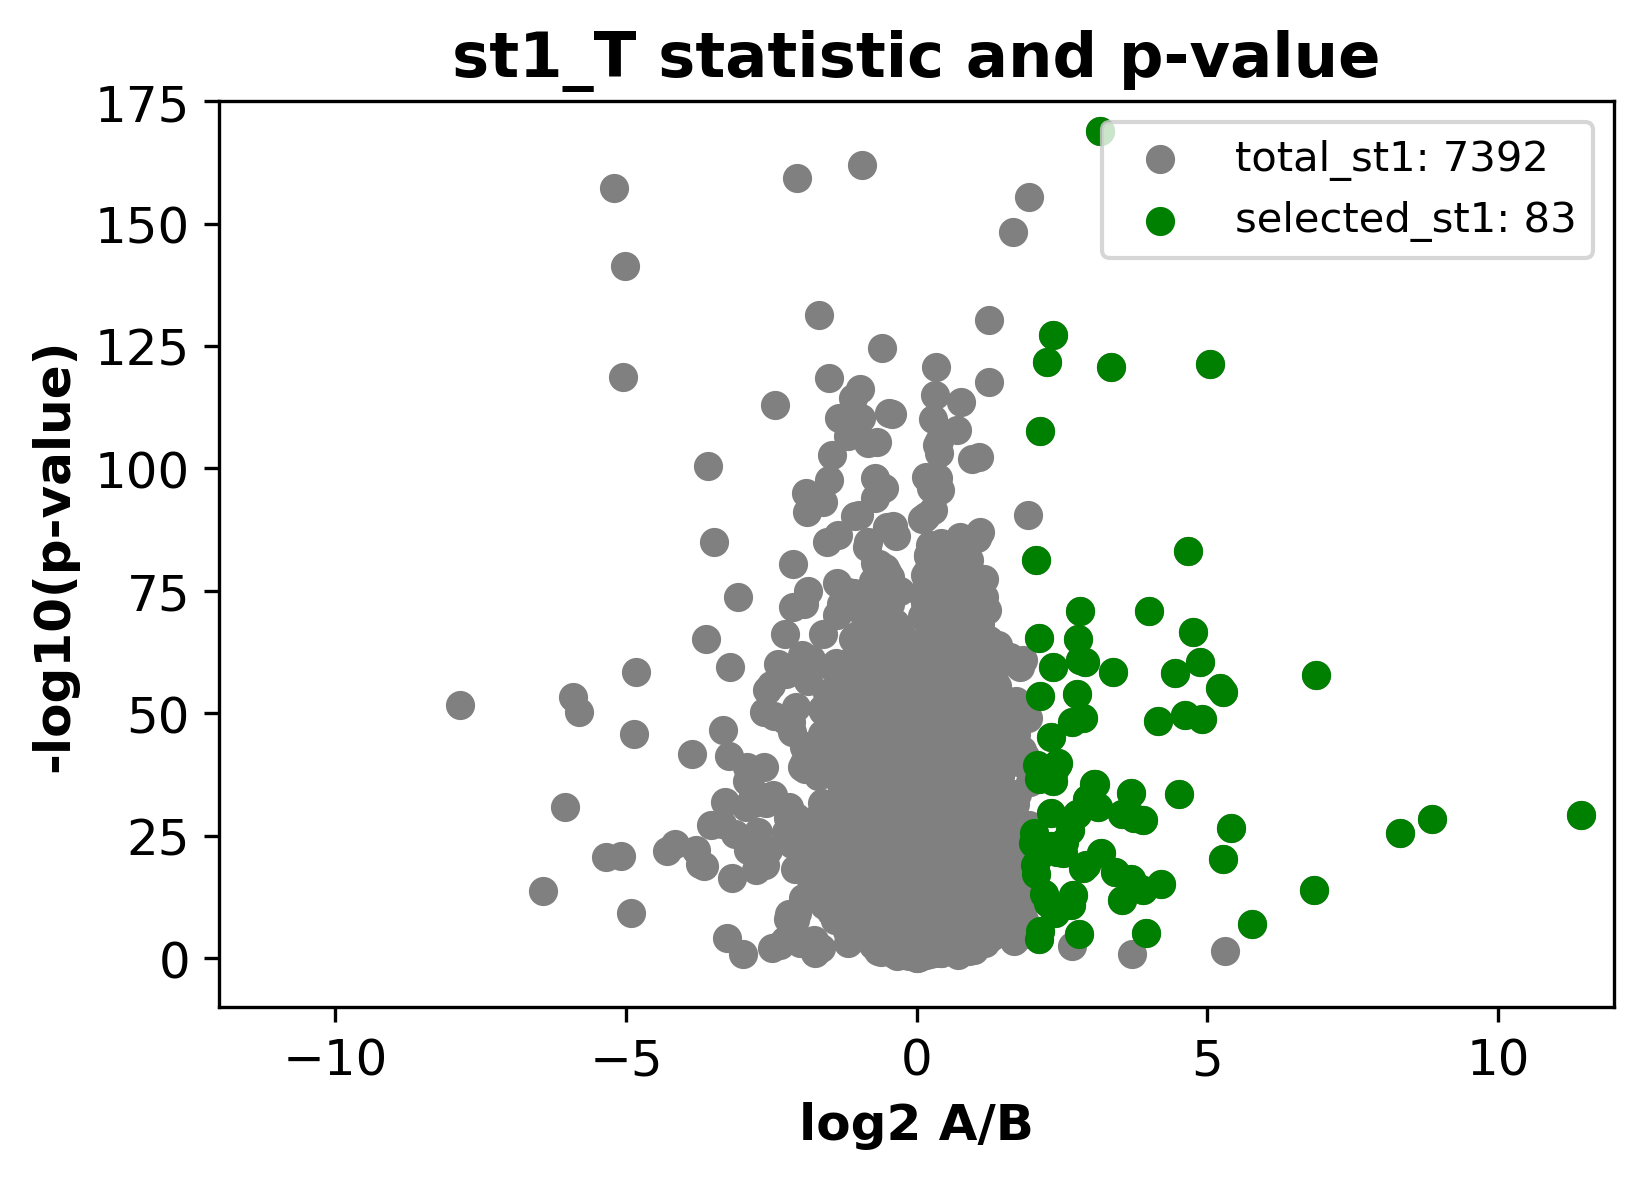 st1_T statistic and p-value
175
150
125
100
75
50
25
0
-log10(p-value)
total_st1: 7392
selected_st1: 83
−10
−5
0
5
10
log2 A/B